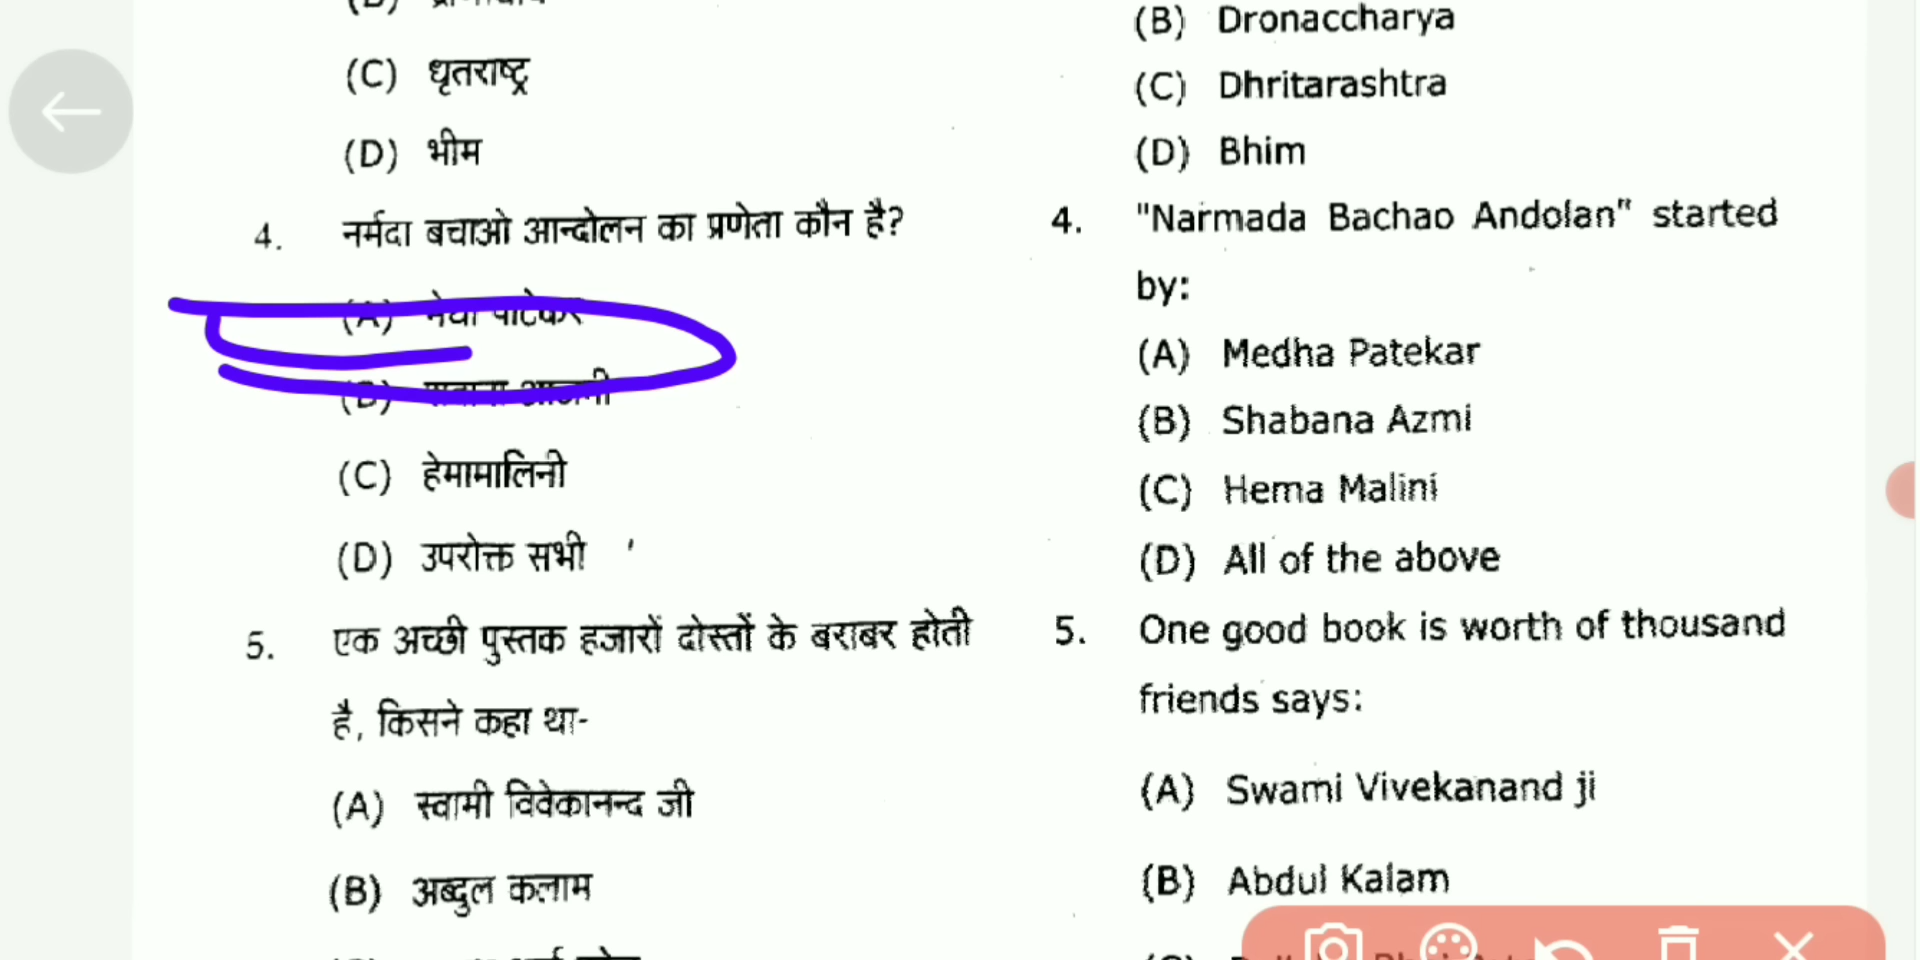 (C) धृतराष्ट्र
(D) भीम
4. नर्मदा बचाओ आन्दोलन का प्रणेता कौन है?
(A)
(B)
(C) हेमामालिनी
(D) उपरोक्त सभी
5. एक अच्छी पुस्तक हजारों दोस्तों के बराबर होती
है, किसने कहा था-
(A) स्वामी विवेकानन्द जी
(B) अब्दुल कलाम
(B) Dronaccharya
(C) Dhritarashtra
(D) Bhim
4. "Narmada Bachao Andolan" started
by:
(A) Medha Patekar
(B) Shabana Azmi
(C) Hema Malini
(D) All of the above
5. One good book is worth of thousand
friends says:
(A) Swami Vivekanand ji
(B) Abdul Kalam